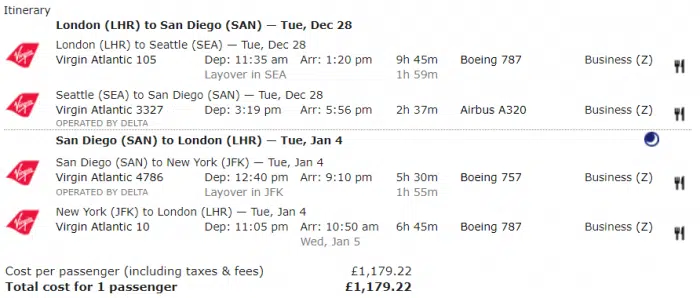 Itinerary
London (LHR) to San Diego (SAN) — Tue, Dec 28
London (LHR) to Seattle (SEA) — Tue, Dec 28
Virgin Atlantic 105 Dep: 11:35 am Arr: 1:20 pm 9h 45m Boeing 787 Business (Z)
Layover in SEA 1h 59m
Seattle (SEA) to San Diego (SAN) — Tue, Dec 28
Virgin Atlantic 3327 Dep: 3:19 pm Arr: 5:56 pm 2h 37m Airbus A320 Business (Z)
OPERATED BY DELTA
San Diego (SAN) to London (LHR) — Tue, Jan 4
San Diego (SAN) to New York (JFK) — Tue, Jan 4
Virgin Atlantic 4786 Dep: 12:40 pm Arr: 9:10 pm 5h 30m Boeing 757 Business (Z)
OPERATED BY DELTA Layover in JFK 1h 55m
New York (JFK) to London (LHR) — Tue, Jan 4
Virgin Atlantic 10 Dep: 11:05 pm Arr: 10:50 am 6h 45m Boeing 787 Business (Z)
Wed, Jan 5
Cost per passenger (including taxes & fees) £1,179.22
Total cost for 1 passenger £1,179.22